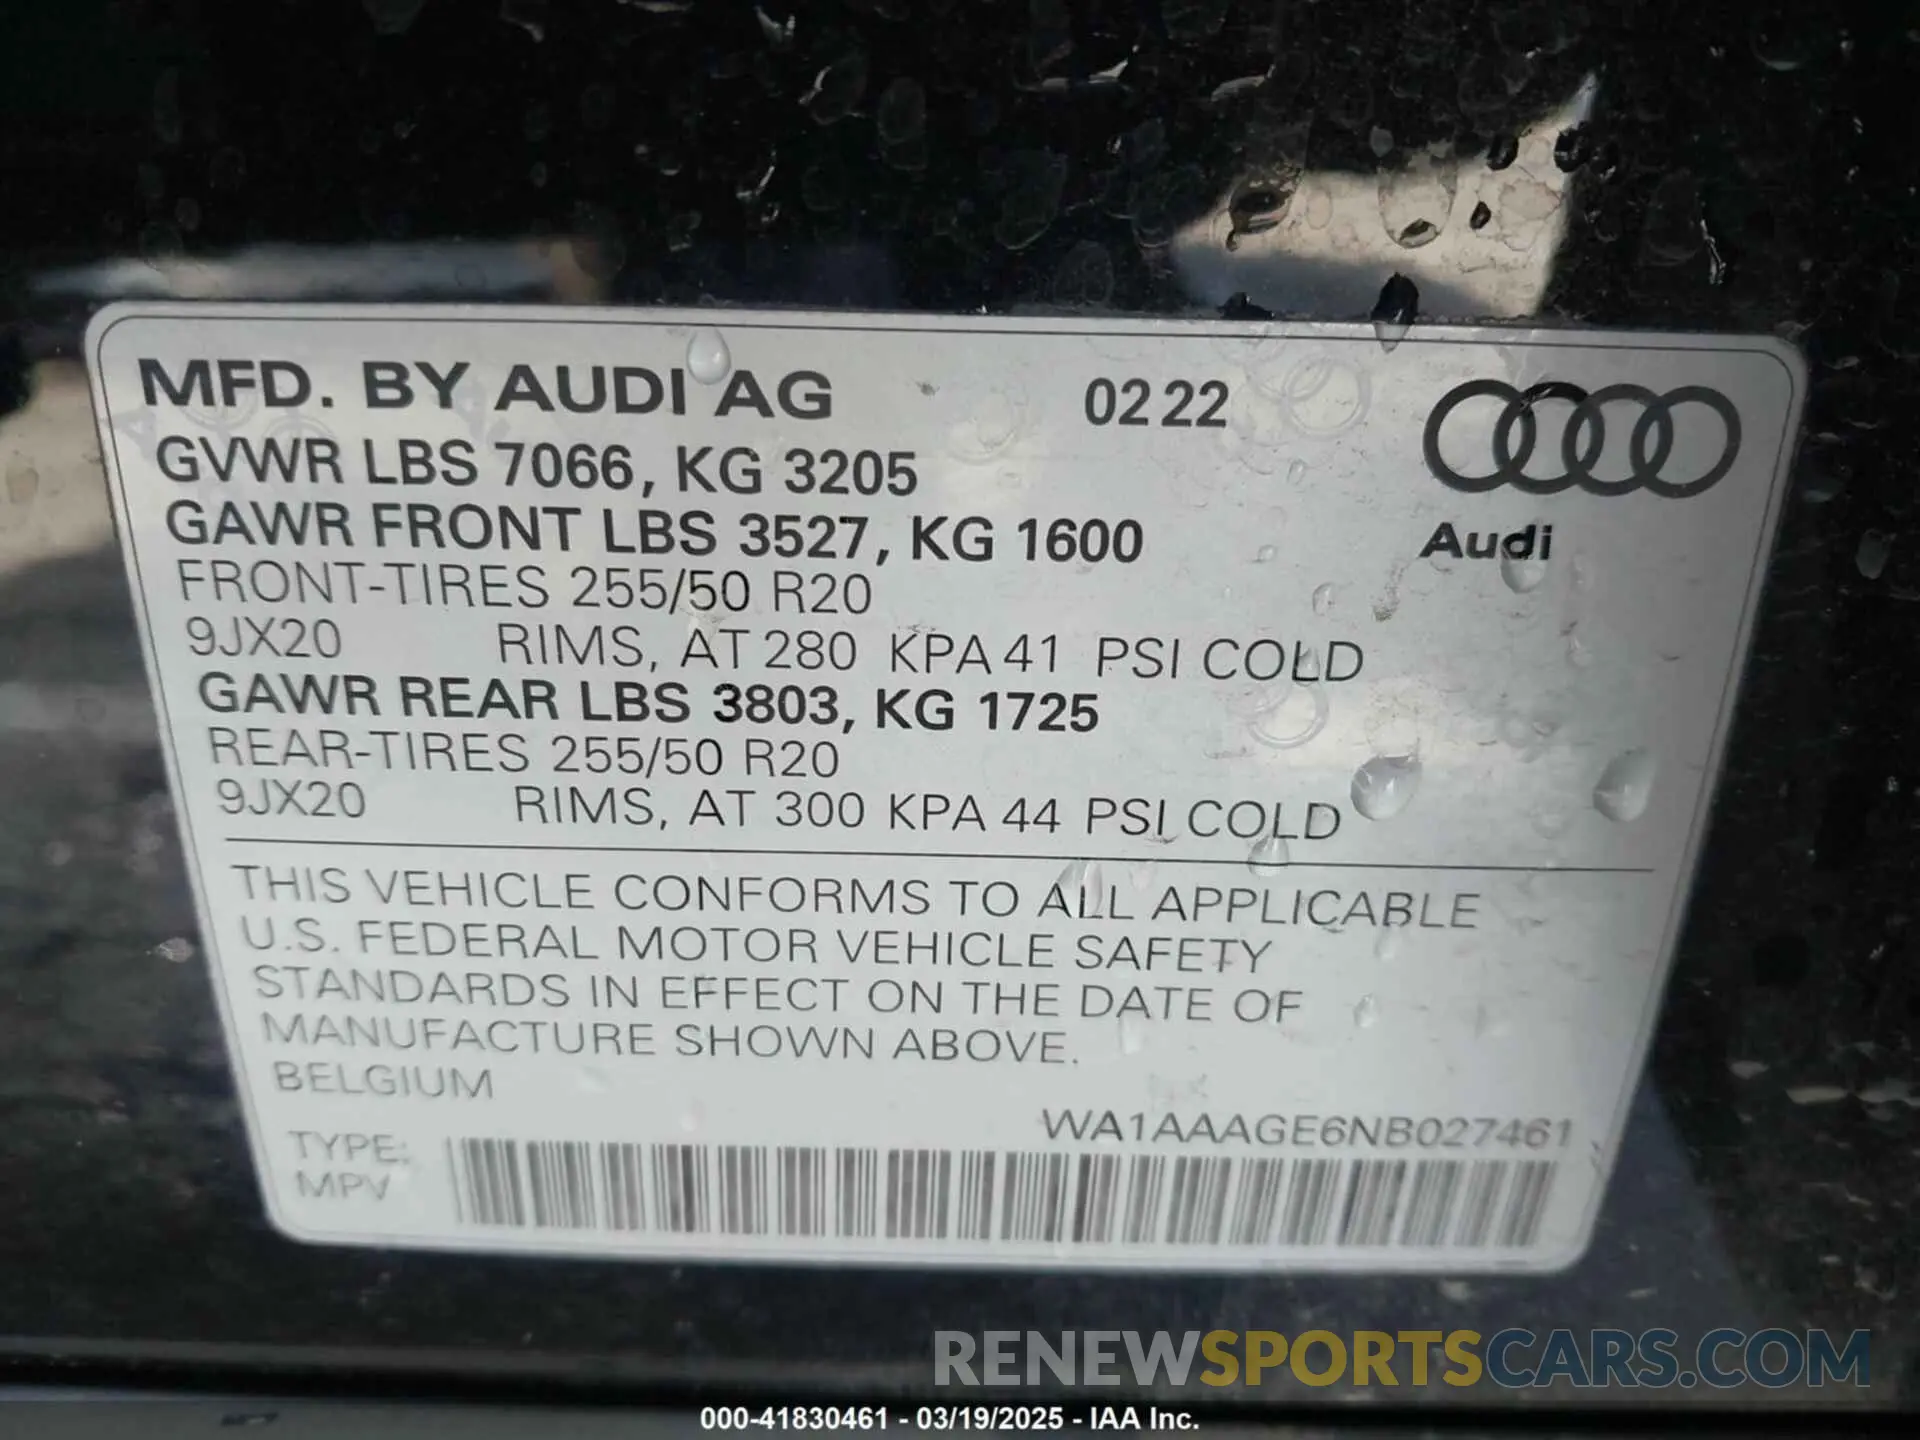 MFD. BY AUDI AG 02 22
GVWR LBS 7066, KG 3205
GAWR FRONT LBS 3527, KG 1600
Audi
FRONT-TIRES 255/50 R20
9JX20 RIMS, AT 280 KPA 41 PSI COLD
GAWR REAR LBS 3803, KG 1725
REAR-TIRES 255/50 R20
9JX20 RIMS, AT 300 KPA 44 PSI COLD
THIS VEHICLE CONFORMS TO ALL APPLICABLE
U.S. FEDERAL MOTOR VEHICLE SAFETY
STANDARDS IN EFFECT ON THE DATE OF
MANUFACTURE SHOWN ABOVE.
BELGIUM
WA1AAAGE6NB027461
TYPE:
MPV
RENEWSPORTSCARS.COM
000-41830461 - 03/19/2025 - IAA Inc.